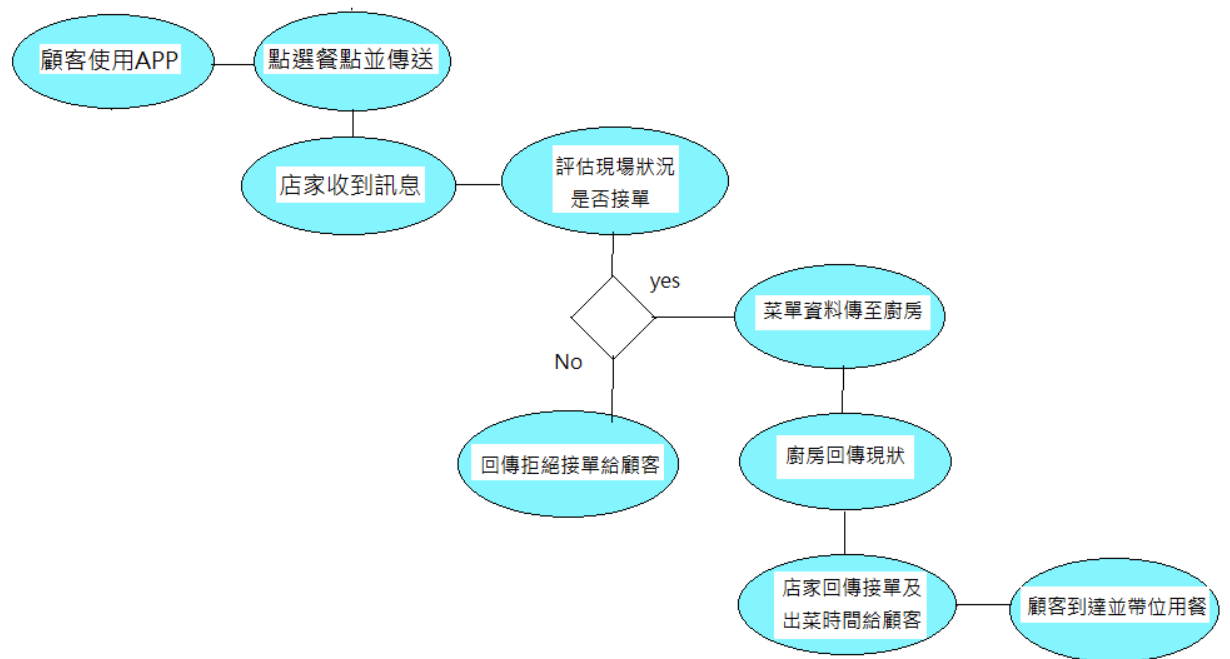 顧客使用APP
點選餐點並傳送
店家收到訊息
評估現場狀況
是否接單
yes
菜單資料傳至廚房
No
回傳拒絕接單給顧客
廚房回傳現狀
店家回傳接單及
出菜時間給顧客
顧客到達並帶位用餐